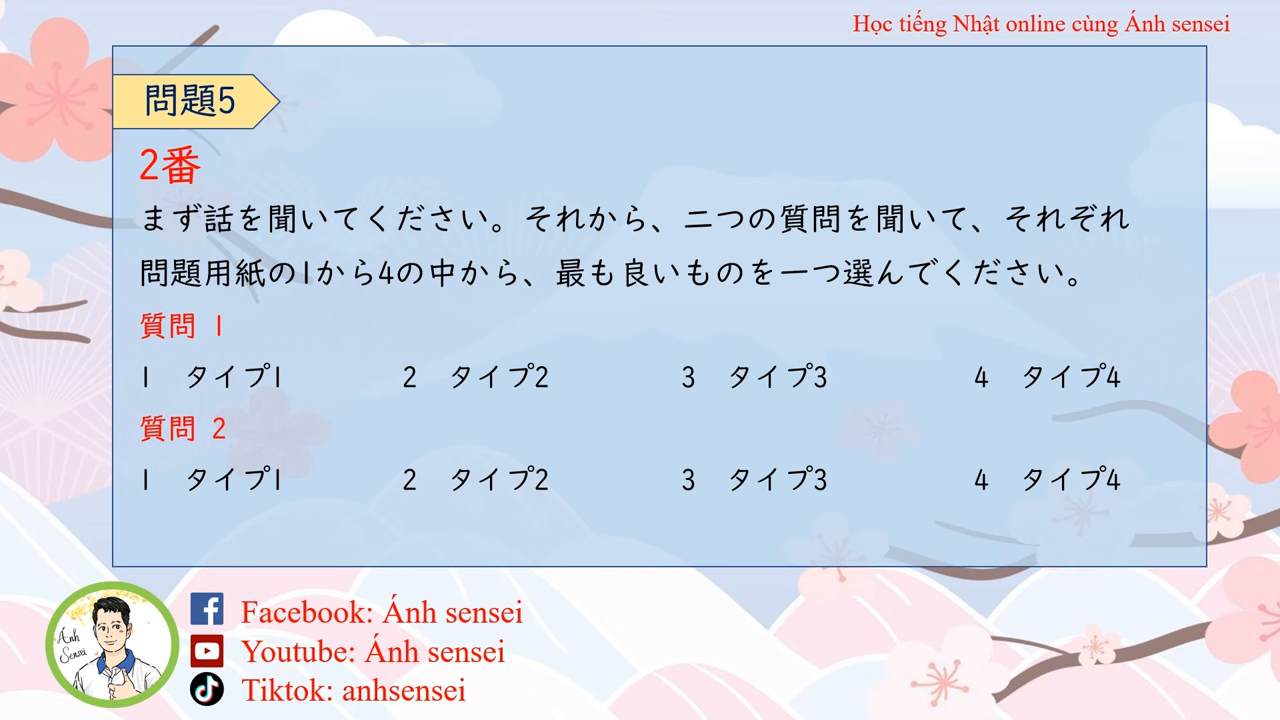 Học tiếng Nhật online cùng Ánh sensei
問題5
2番
まず話を聞いてください。それから、二つの質問を聞いて、それぞれ
問題用紙の1から4の中から、最も良いものを一つ選んでください。
質問 1
1 タイプ1 2 タイプ2 3 タイプ3 4 タイプ4
質問 2
1 タイプ1 2 タイプ2 3 タイプ3 4 タイプ4
Ánh
Sensei
Facebook: Ánh sensei
Youtube: Ánh sensei
Tiktok: anhsensei